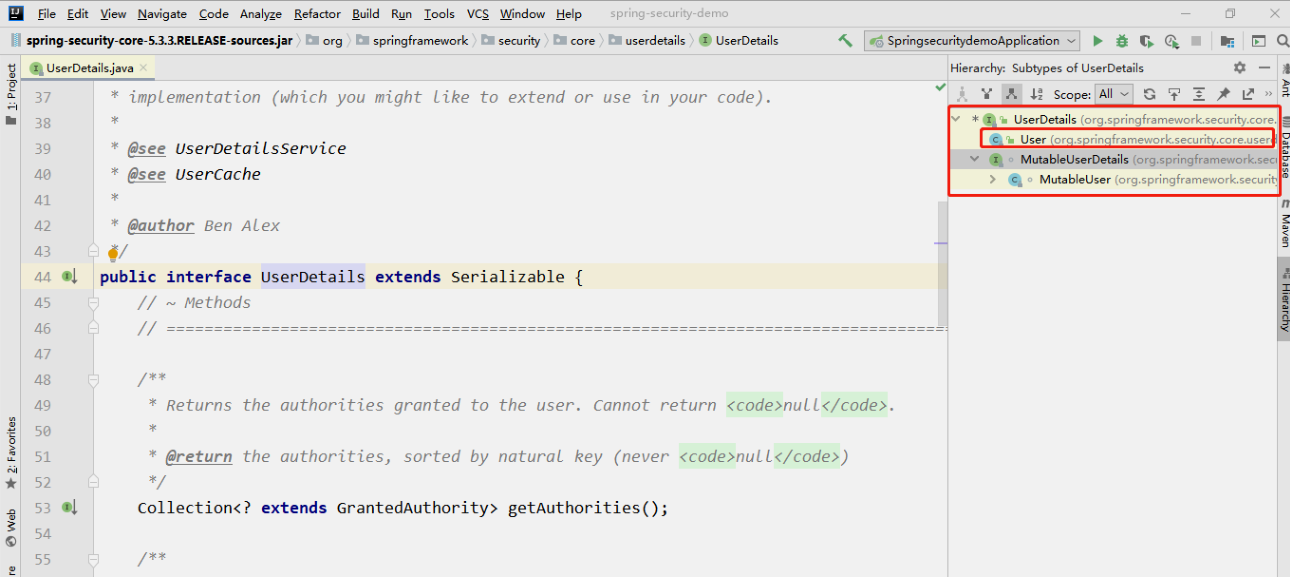 File Edit View Navigate Code Analyze Refactor Build Run Tools VCS Window Help spring-security-demo
spring-security-core-5.3.3.RELEASE-sources.jar org springframework security core userdetails UserDetails SpringsecuritydemoApplication
UserDetails.java
Hierarchy: Subtypes of UserDetails
Scope: All
UserDetails (org.springframework.security.core.
User (org.springframework.security.core.user
MutableUserDetails (org.springframework.sec
MutableUser (org.springframework.security
37 * implementation (which you might like to extend or use in your code).
38 *
39 * @see UserDetailsService
40 * @see UserCache
41 *
42 * @author Ben Alex
43 */
44 public interface UserDetails extends Serializable {
45 // ~ Methods
46 // ===================================================================================
47
48 /**
49 * Returns the authorities granted to the user. Cannot return <code>null</code>.
50 *
51 * @return the authorities, sorted by natural key (never <code>null</code>)
52 */
53 Collection<? extends GrantedAuthority> getAuthorities();
54
55 /**
1: Project
2: Favorites
Web
re
Ant
Database
Maven
Hierarchy